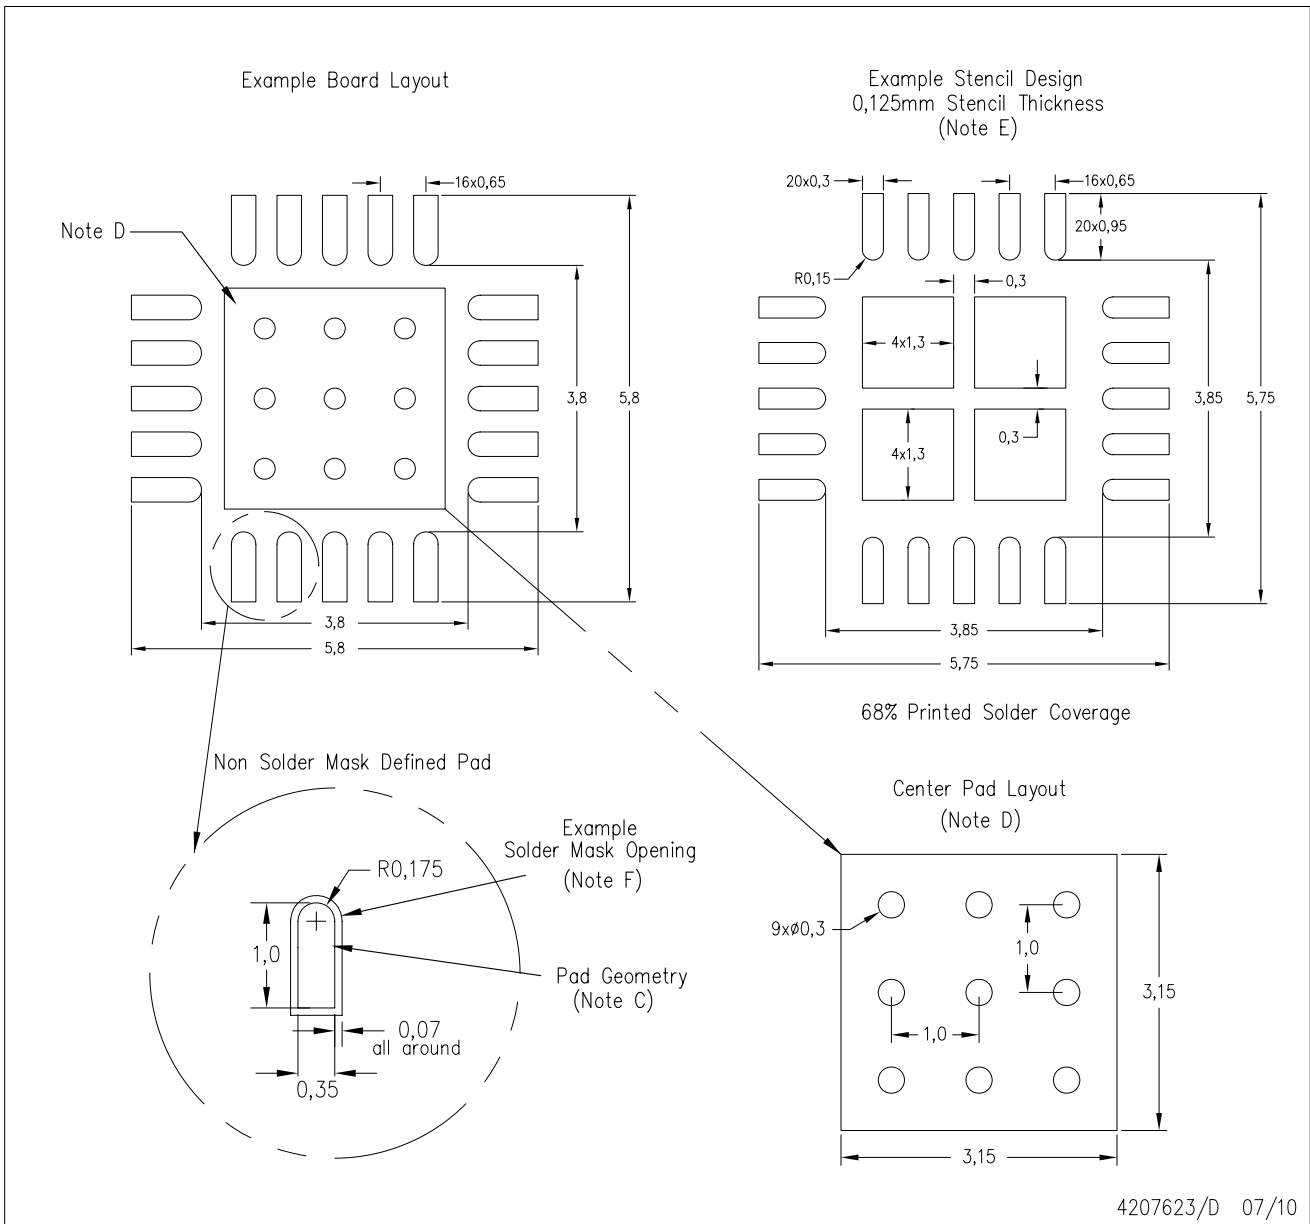 Example Board Layout
Example Stencil Design
0,125mm Stencil Thickness
(Note E)
16x0,65
Note D
3,8
5,8
3,8
5,8
20x0,3
16x0,65
20x0,95
R0,15
0,3
4x1,3
3,85
5,75
0,3
4x1,3
3,85
5,75
68% Printed Solder Coverage
Non Solder Mask Defined Pad
Example
Solder Mask Opening
(Note F)
R0,175
1,0
Pad Geometry
(Note C)
0,07
all around
0,35
Center Pad Layout
(Note D)
9xø0,3
1,0
3,15
1,0
3,15
4207623/D 07/10